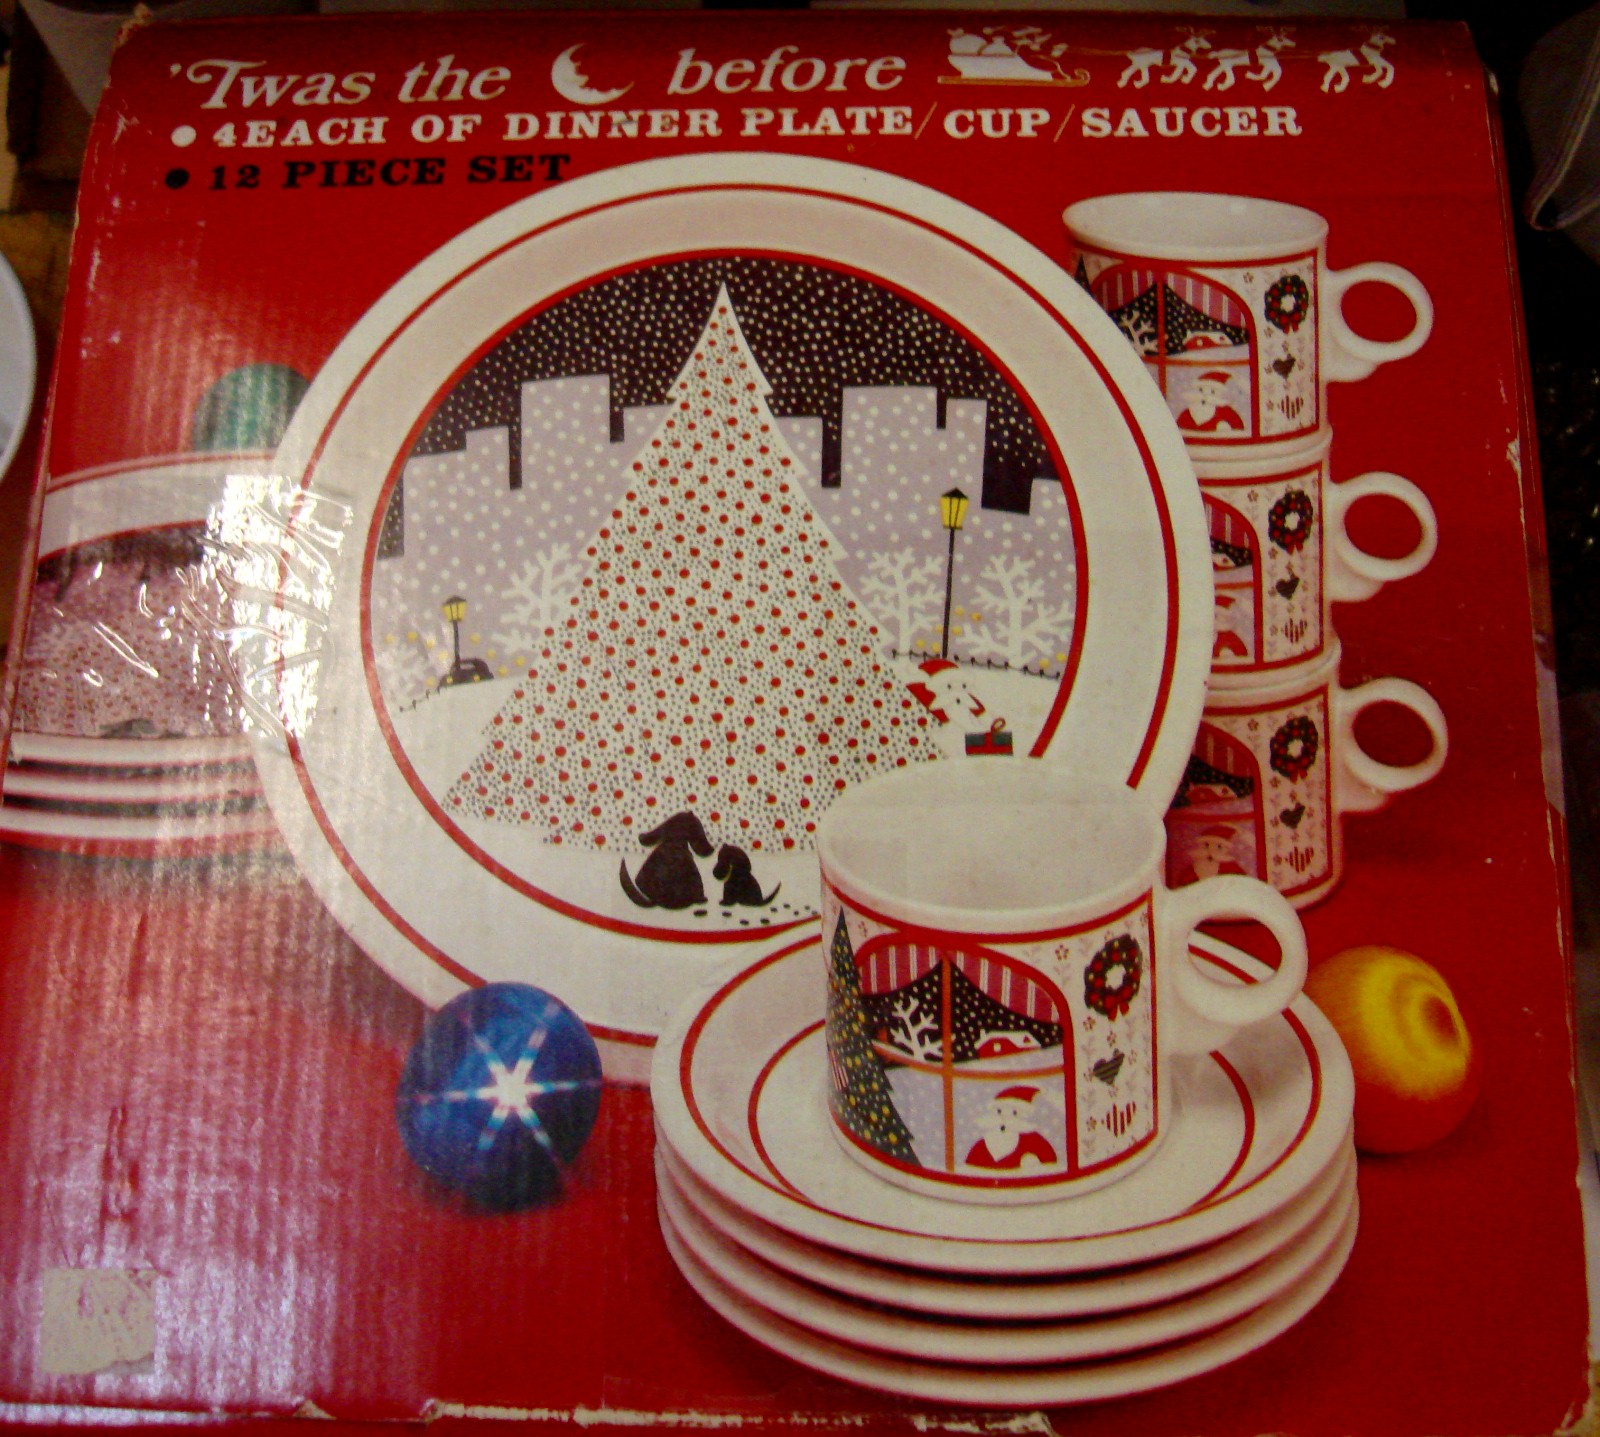 'Twas the before
• 4EACH OF DINNER PLATE/CUP/SAUCER
• 12 PIECE SET